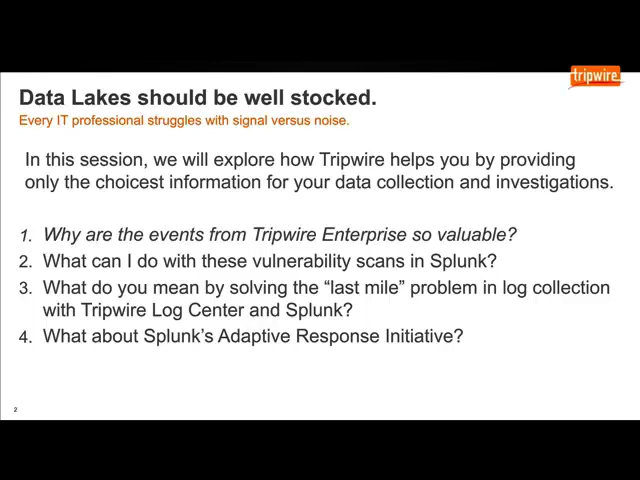 tripwire
Data Lakes should be well stocked.
Every IT professional struggles with signal versus noise.
In this session, we will explore how Tripwire helps you by providing
only the choicest information for your data collection and investigations.
1. Why are the events from Tripwire Enterprise so valuable?
2. What can I do with these vulnerability scans in Splunk?
3. What do you mean by solving the “last mile” problem in log collection
with Tripwire Log Center and Splunk?
4. What about Splunk’s Adaptive Response Initiative?
2